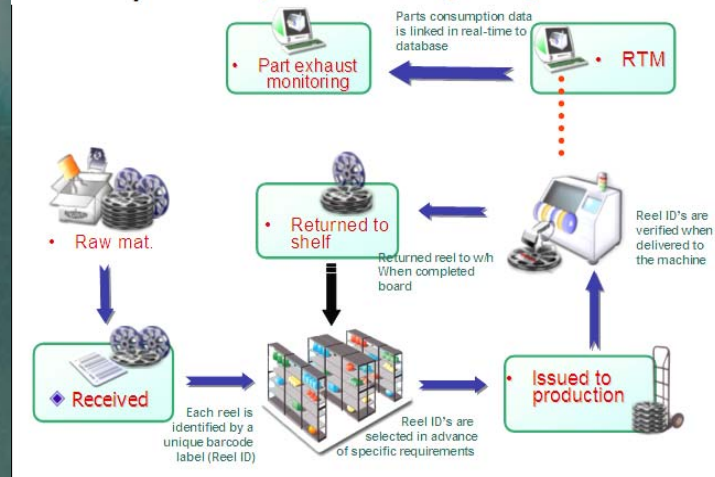 Parts consumption data
is linked in real-time to
database
• Part exhaust
monitoring
• RTM
• Raw mat.
• Returned to
shelf
Reel ID's are
verified when
delivered to
the machine
Returned reel to w/h
When completed
board
Received
Each reel is
identified by a
unique barcode
label (Reel ID)
Reel ID's are
selected in advance
of specific requirements
• Issued to
production